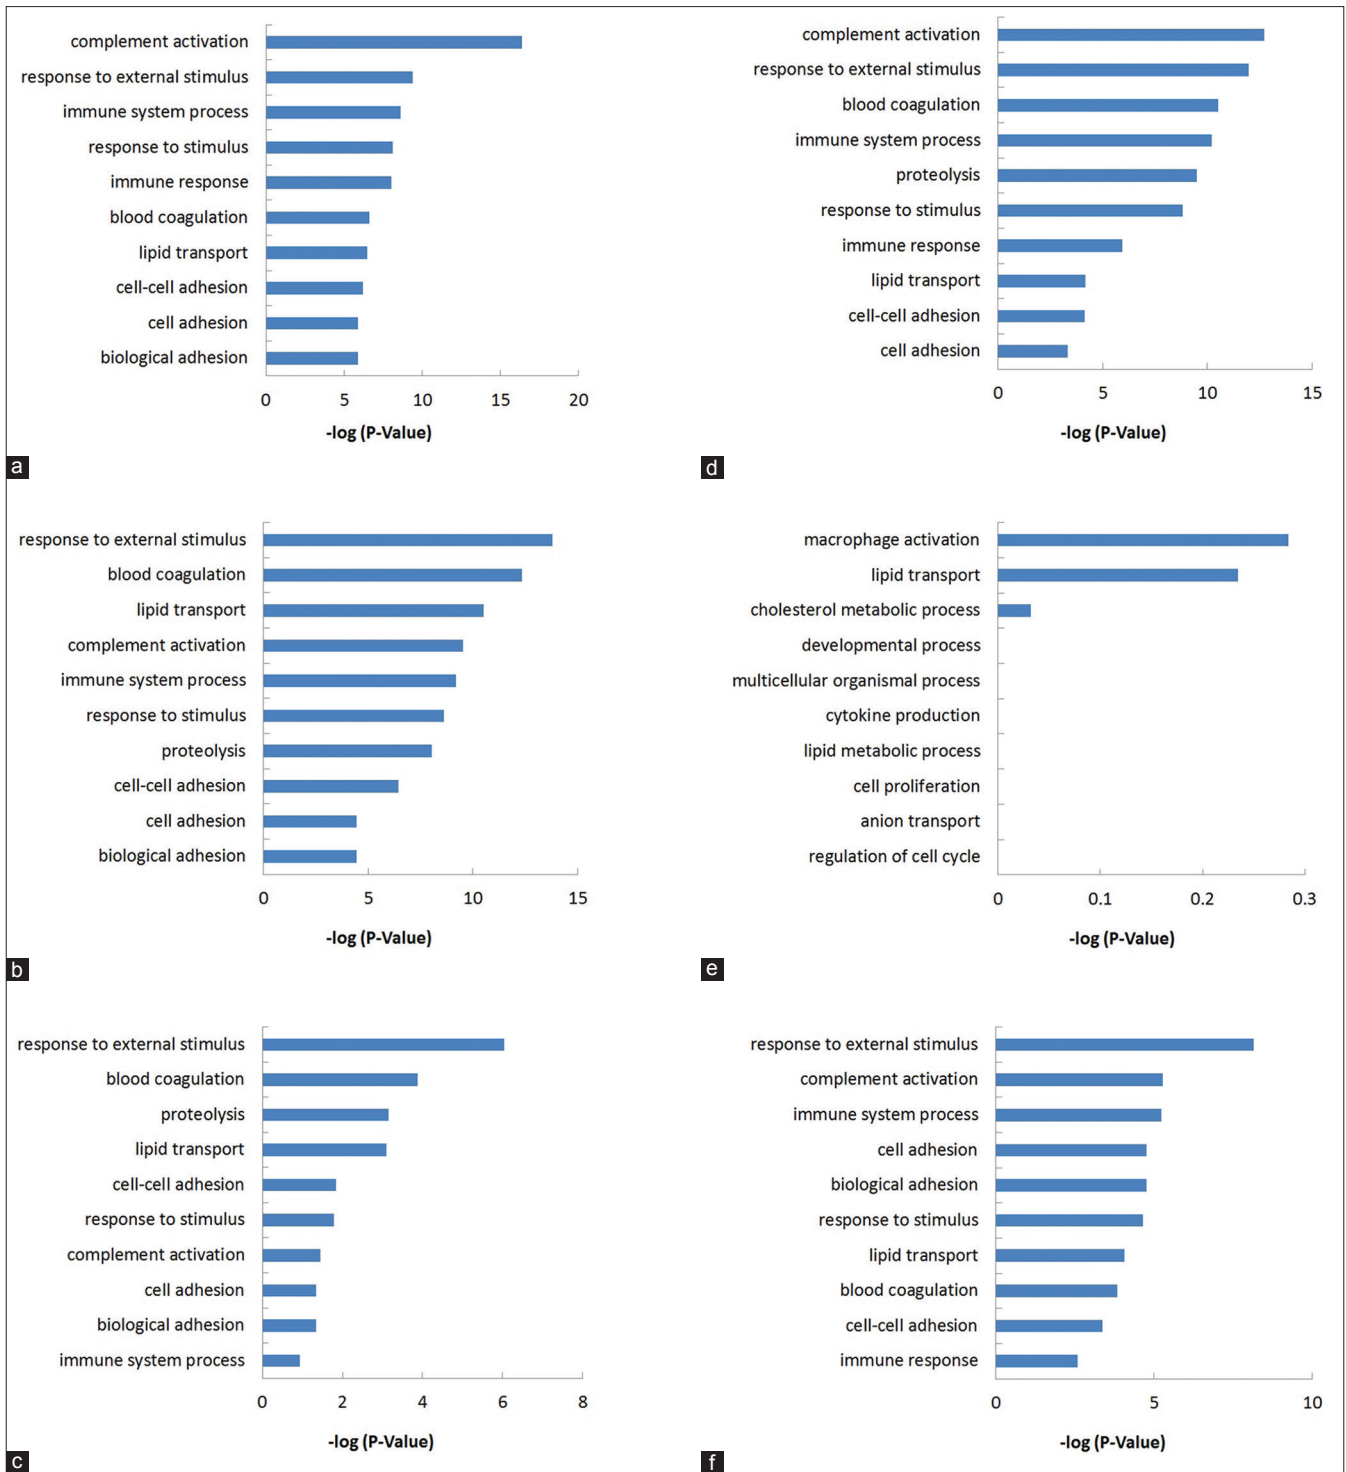 complement activation
response to external stimulus
immune system process
response to stimulus
immune response
blood coagulation
lipid transport
cell-cell adhesion
cell adhesion
biological adhesion
0 5 10 15 20
-log (P-Value)
a
complement activation
response to external stimulus
blood coagulation
immune system process
proteolysis
response to stimulus
immune response
lipid transport
cell-cell adhesion
cell adhesion
0 5 10 15
-log (P-Value)
d
response to external stimulus
blood coagulation
lipid transport
complement activation
immune system process
response to stimulus
proteolysis
cell-cell adhesion
cell adhesion
biological adhesion
0 5 10 15
-log (P-Value)
b
macrophage activation
lipid transport
cholesterol metabolic process
developmental process
multicellular organismal process
cytokine production
lipid metabolic process
cell proliferation
anion transport
regulation of cell cycle
0 0.1 0.2 0.3
-log (P-Value)
e
response to external stimulus
blood coagulation
proteolysis
lipid transport
cell-cell adhesion
response to stimulus
complement activation
cell adhesion
biological adhesion
immune system process
0 2 4 6 8
-log (P-Value)
c
response to external stimulus
complement activation
immune system process
cell adhesion
biological adhesion
response to stimulus
lipid transport
blood coagulation
cell-cell adhesion
immune response
0 5 10
-log (P-Value)
f